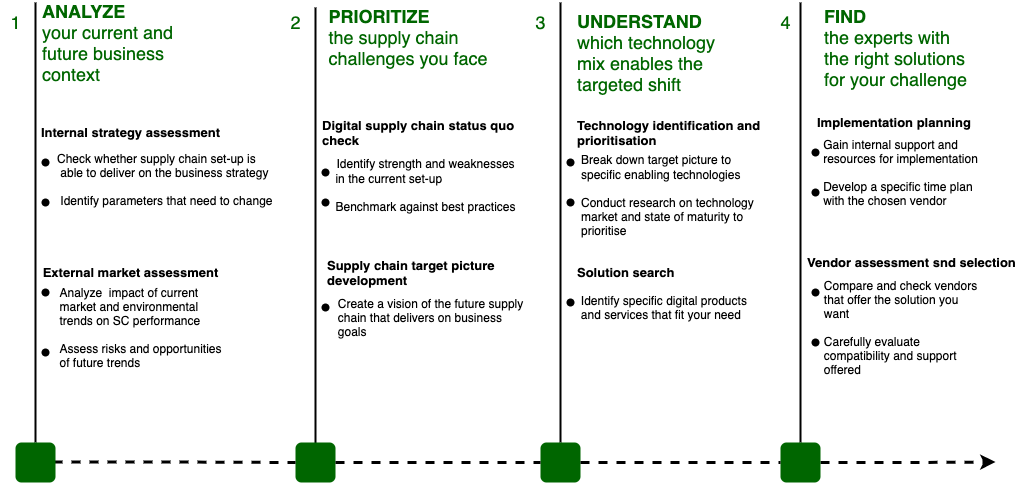 1
ANALYZE
your current and
future business
context
Internal strategy assessment
Check whether supply chain set-up is
able to deliver on the business strategy
Identify parameters that need to change
External market assessment
Analyze impact of current
market and environmental
trends on SC performance
Assess risks and opportunities
of future trends
2
PRIORITIZE
the supply chain
challenges you face
Digital supply chain status quo
check
Identify strength and weaknesses
in the current set-up
Benchmark against best practices
Supply chain target picture
development
Create a vision of the future supply
chain that delivers on business
goals
3
UNDERSTAND
which technology
mix enables the
targeted shift
Technology identification and
prioritisation
Break down target picture to
specific enabling technologies
Conduct research on technology
market and state of maturity to
prioritise
Solution search
Identify specific digital products
and services that fit your need
4
FIND
the experts with
the right solutions
for your challenge
Implementation planning
Gain internal support and
resources for implementation
Develop a specific time plan
with the chosen vendor
Vendor assessment snd selection
Compare and check vendors
that offer the solution you
want
Carefully evaluate
compatibility and support
offered